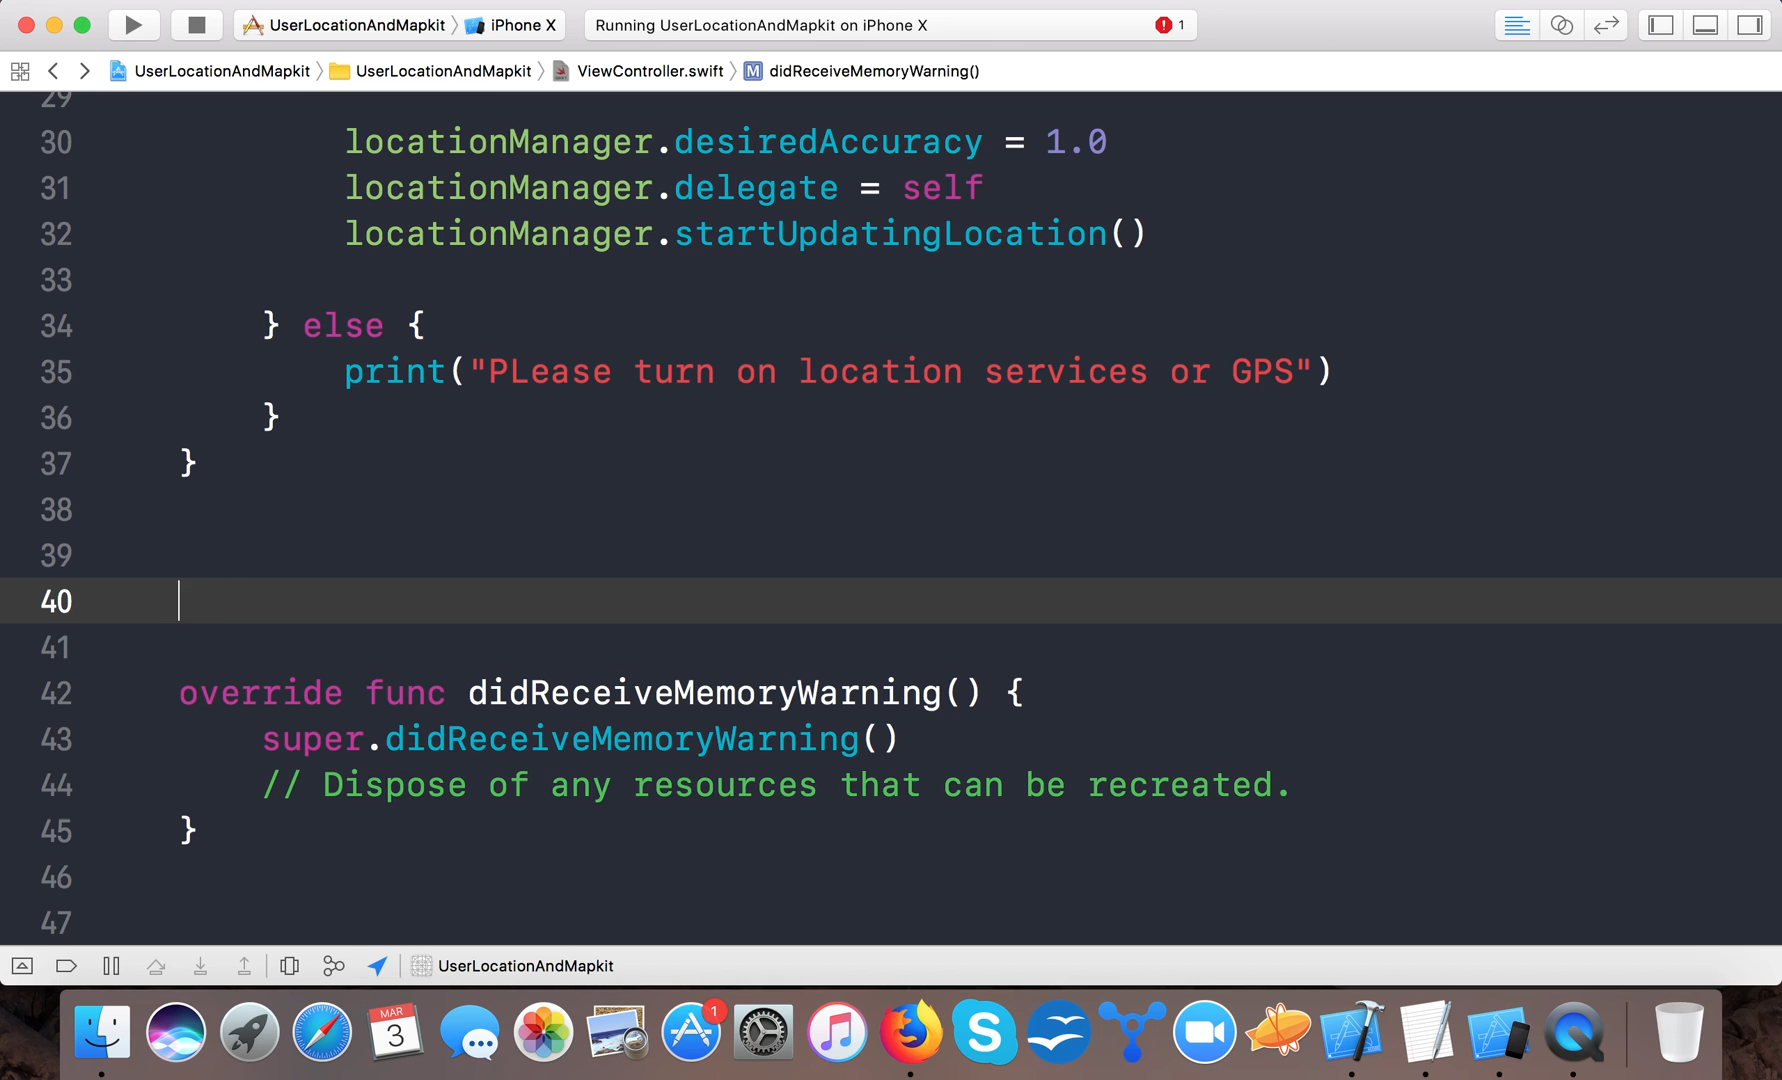 UserLocationAndMapkit iPhone X Running UserLocationAndMapkit on iPhone X 1
UserLocationAndMapkit UserLocationAndMapkit ViewController.swift M didReceiveMemoryWarning()
29
30 locationManager.desiredAccuracy = 1.0
31 locationManager.delegate = self
32 locationManager.startUpdatingLocation()
33
34 } else {
35 print("PLease turn on location services or GPS")
36 }
37 }
38
39
40
41
42 override func didReceiveMemoryWarning() {
43 super.didReceiveMemoryWarning()
44 // Dispose of any resources that can be recreated.
45 }
46
47
UserLocationAndMapkit
MAR
3
1
S